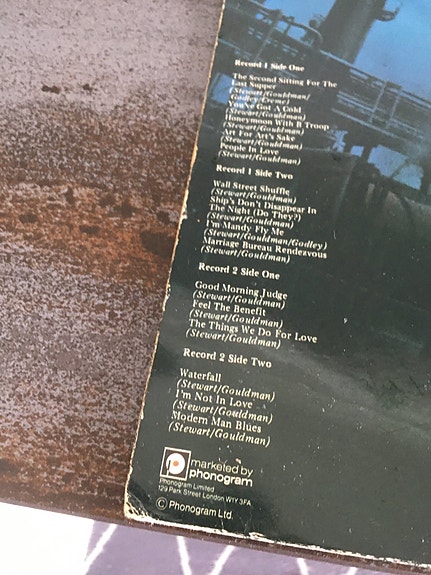 Record 1 Side One
The Second Sitting For The
Last Supper
(Stewart/Gouldman/
Godley/Creme)
You've Got A Cold
(Stewart/Gouldman)
Honeymoon With B Troop
(Stewart/Gouldman)
Art For Art's Sake
(Stewart/Gouldman)
People In Love
(Stewart/Gouldman)
Record 1 Side Two
Wall Street Shuffle
(Stewart/Gouldman)
Ship's Don't Disappear In
The Night (Do They?)
(Stewart/Gouldman)
I'm Mandy Fly Me
(Stewart/Gouldman/Godley)
Marriage Bureau Rendezvous
(Stewart/Gouldman)
Record 2 Side One
Good Morning Judge
(Stewart/Gouldman)
Feel The Benefit
(Stewart/Gouldman)
The Things We Do For Love
(Stewart/Gouldman)
Record 2 Side Two
Waterfall
(Stewart/Gouldman)
I'm Not In Love
(Stewart/Gouldman)
Modern Man Blues
(Stewart/Gouldman)
marketed by
phonogram
Phonogram Limited
129 Park Street London W1Y 3FA
© Phonogram Ltd.